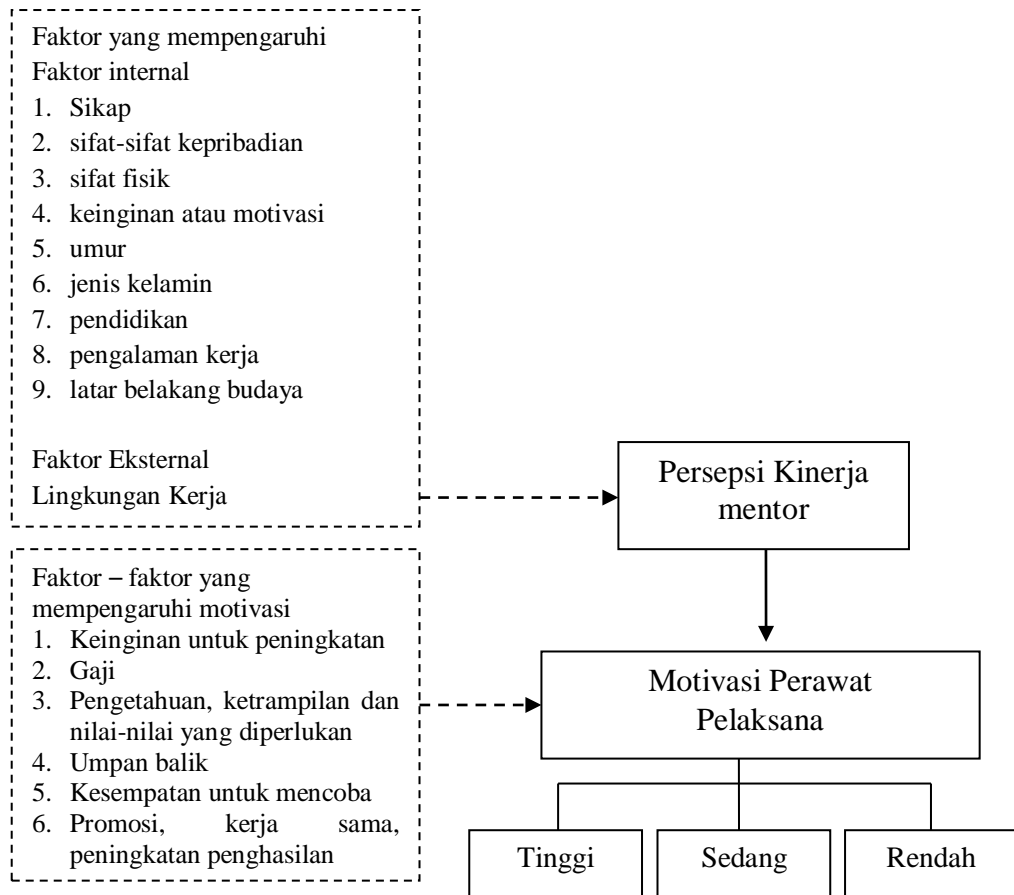 Faktor yang mempengaruhi
Faktor internal
1. Sikap
2. sifat-sifat kepribadian
3. sifat fisik
4. keinginan atau motivasi
5. umur
6. jenis kelamin
7. pendidikan
8. pengalaman kerja
9. latar belakang budaya
Faktor Eksternal
Lingkungan Kerja
Persepsi Kinerja
mentor
Faktor – faktor yang
mempengaruhi motivasi
1. Keinginan untuk peningkatan
2. Gaji
3. Pengetahuan, ketrampilan dan
nilai-nilai yang diperlukan
4. Umpan balik
5. Kesempatan untuk mencoba
6. Promosi, kerja sama,
peningkatan penghasilan
Motivasi Perawat
Pelaksana
Tinggi
Sedang
Rendah